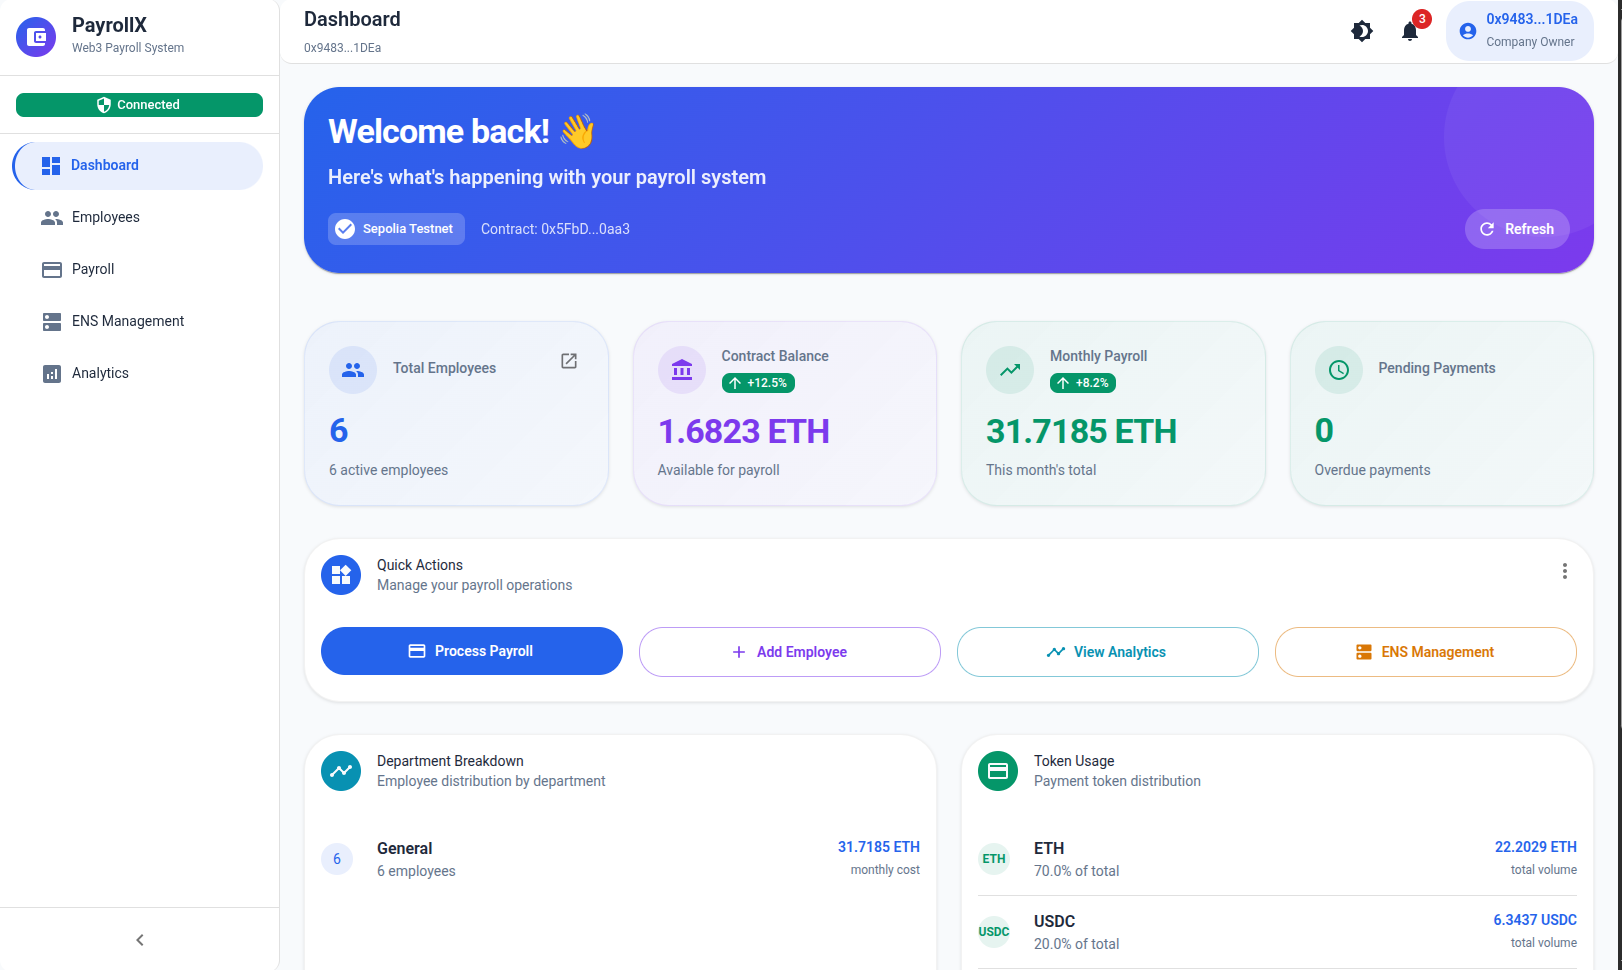 PayrollX
Web3 Payroll System
Connected
Dashboard
Employees
Payroll
ENS Management
Analytics
Dashboard
0x9483...1DEa
3
0x9483...1DEa
Company Owner
Welcome back! 👋
Here's what's happening with your payroll system
Sepolia Testnet
Contract: 0x5FbD...0aa3
Refresh
Total Employees
6
6 active employees
Contract Balance
+12.5%
1.6823 ETH
Available for payroll
Monthly Payroll
+8.2%
31.7185 ETH
This month's total
Pending Payments
0
Overdue payments
Quick Actions
Manage your payroll operations
Process Payroll
Add Employee
View Analytics
ENS Management
Department Breakdown
Employee distribution by department
6
General
6 employees
31.7185 ETH
monthly cost
Token Usage
Payment token distribution
ETH
ETH
70.0% of total
22.2029 ETH
total volume
USDC
USDC
20.0% of total
6.3437 USDC
total volume